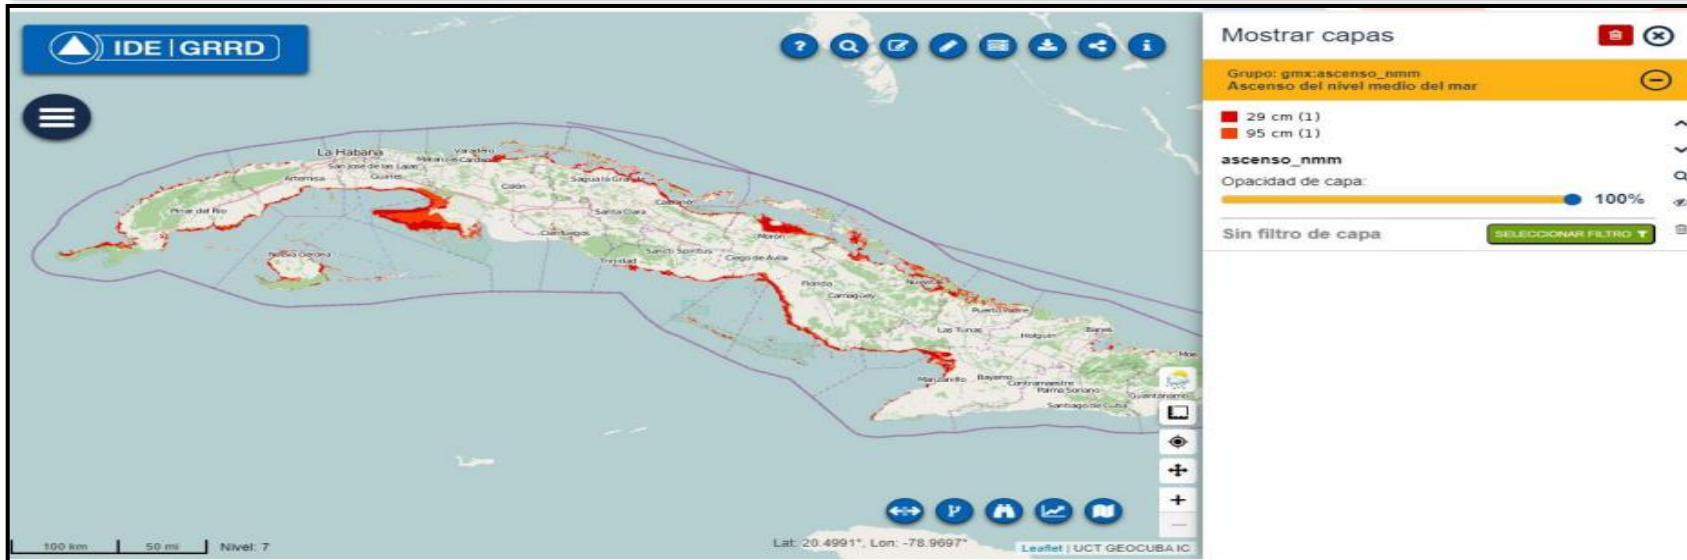 IDE | GRRD
Mostrar capas
Grupo: gmx:ascenso_nmm
Ascenso del nivel medio del mar
29 cm (1)
95 cm (1)
ascenso_nmm
Opacidad de capa:
100%
Sin filtro de capa
SELECCIONAR FILTRO
La Habana
Varadero
San José de las Lajas
Matanzas
Artemisa
Güines
Colón
Sagua la Grande
Pinar del Río
Santa Clara
Caibarién
Cienfuegos
Morón
Nueva Gerona
Sancti Spíritus
Trinidad
Ciego de Ávila
Florida
Nuevitas
Camagüey
Puerto Padre
Las Tunas
Holguín
Banes
Manzanillo
Bayamo
Contramaestre
Palma Soriano
Guantánamo
Santiago de Cuba
100 km
50 mi
Nivel: 7
Lat: 20.4991°, Lon: -78.9697°
Leaflet | UCT GEOCUBA IC